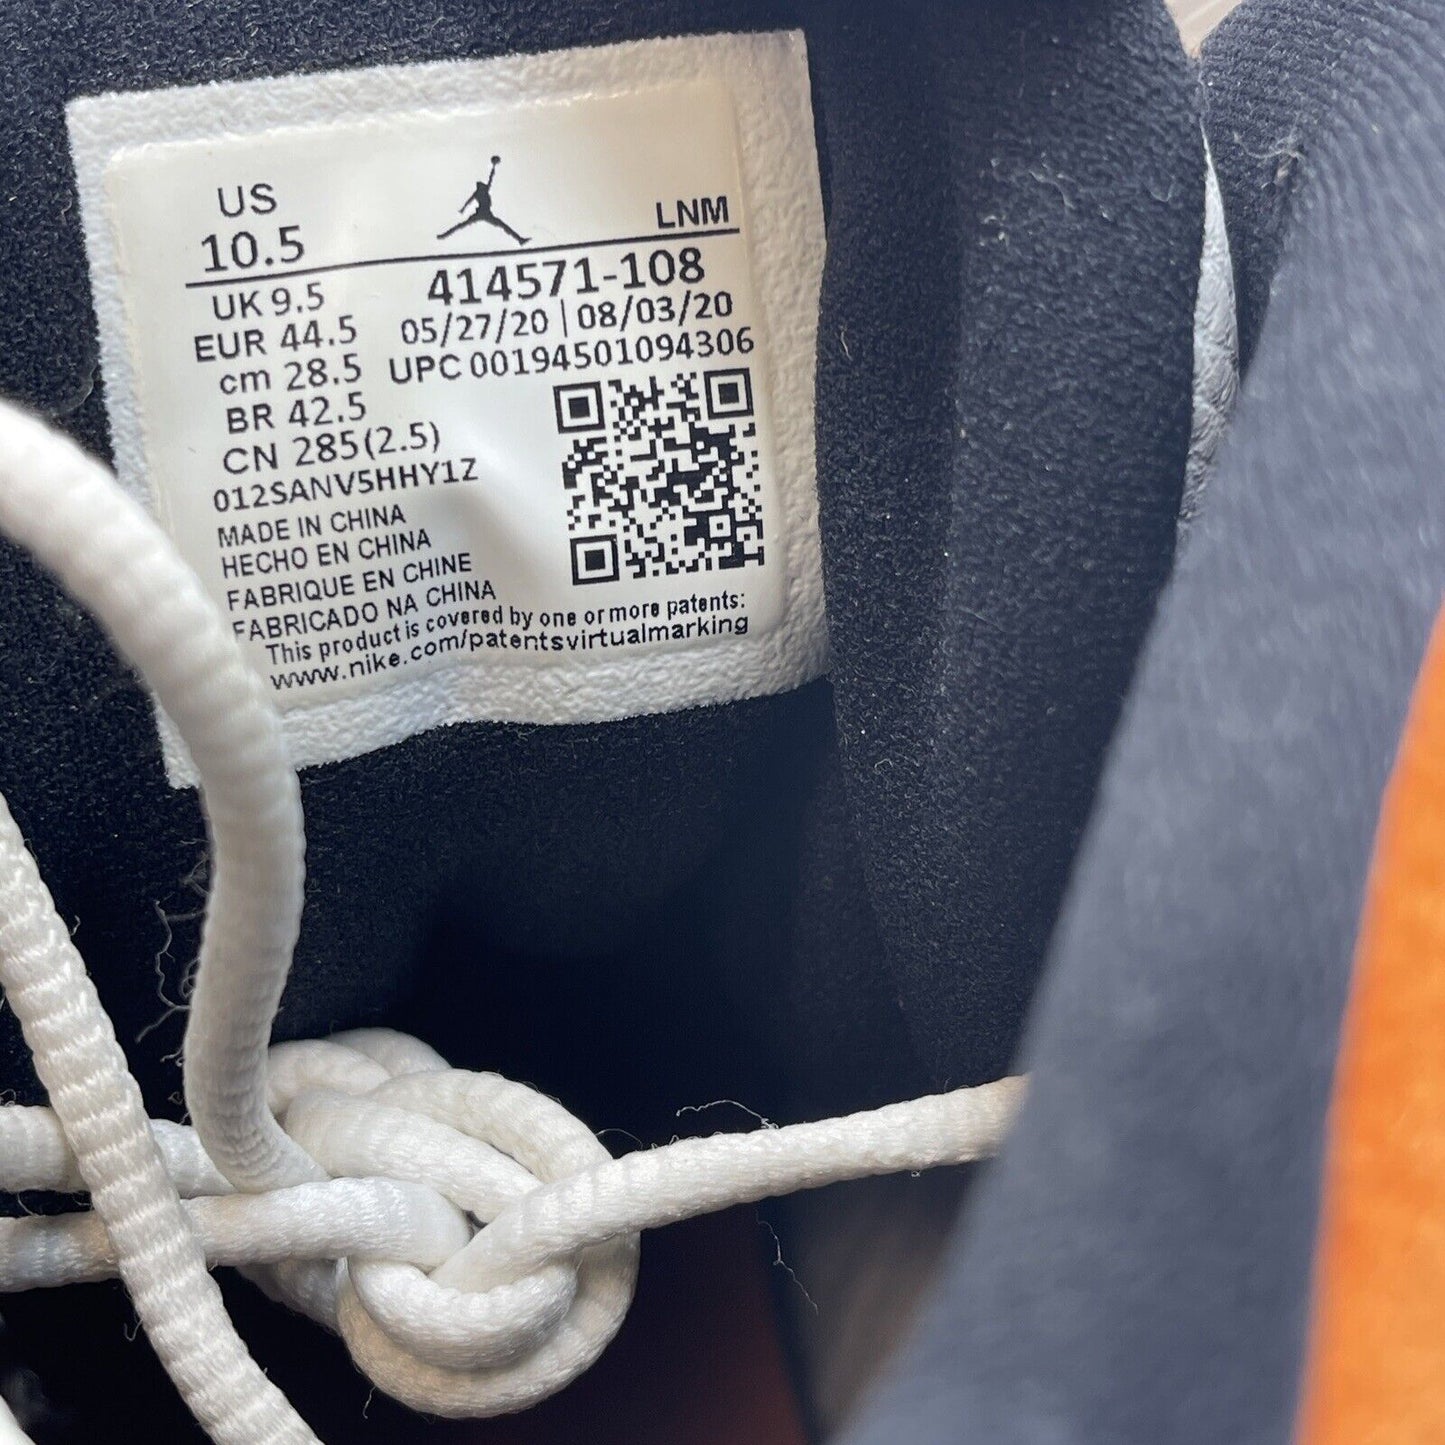 US
10.5
LNM
UK 9.5
414571-108
EUR 44.5
05/27/20 | 08/03/20
cm 28.5
UPC 00194501094306
BR 42.5
CN 285(2.5)
012SANV5HHY1Z
MADE IN CHINA
HECHO EN CHINA
FABRIQUE EN CHINE
FABRICADO NA CHINA
This product is covered by one or more patents:
www.nike.com/patentsvirtualmarking